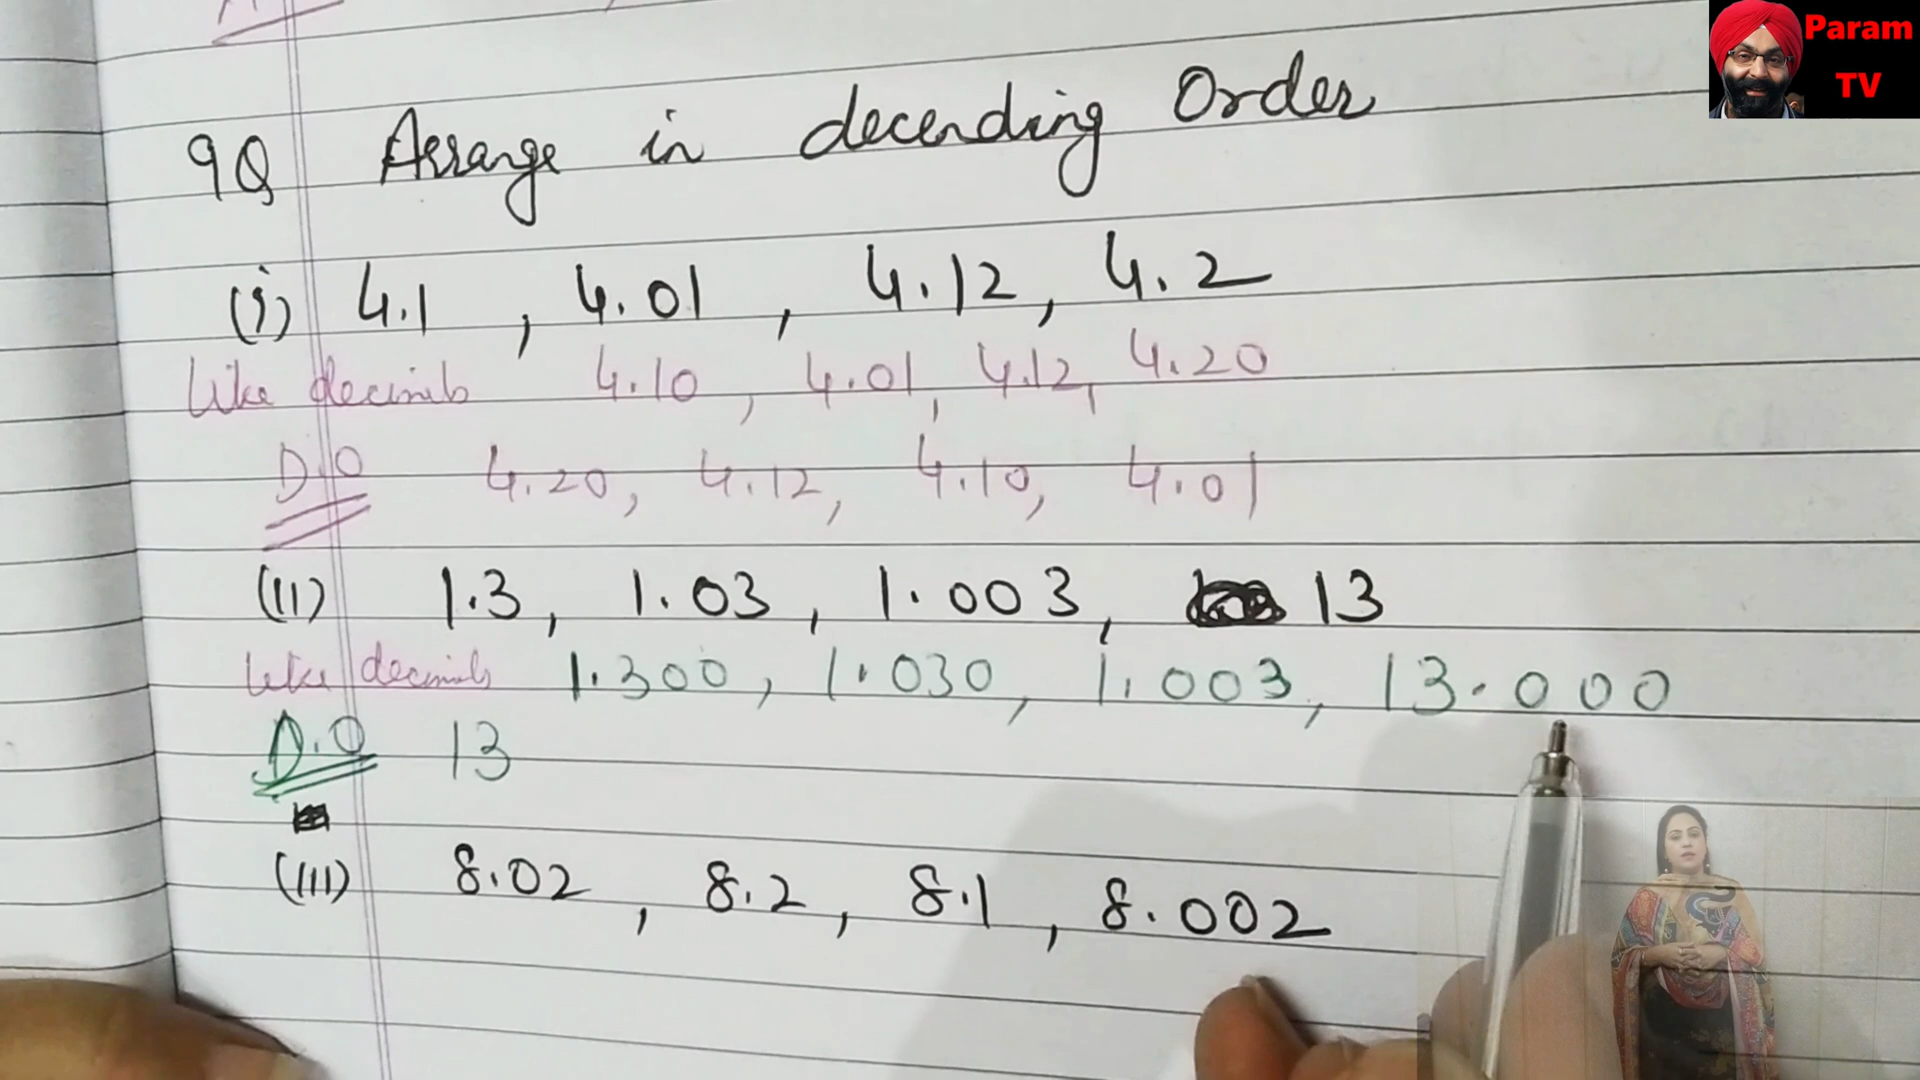 Param
TV
9Q Arrange in decending Order
(i) 4.1 , 4.01 , 4.12, 4.2
like decimls 4.10 , 4.01, 4.12, 4.20
D.O 4.20, 4.12, 4.10, 4.01
(II) 1.3, 1.03, 1.003, 13
like decimls 1.300, 1.030, 1.003, 13.000
D.O 13
(III) 8.02 , 8.2, 8.1, 8.002